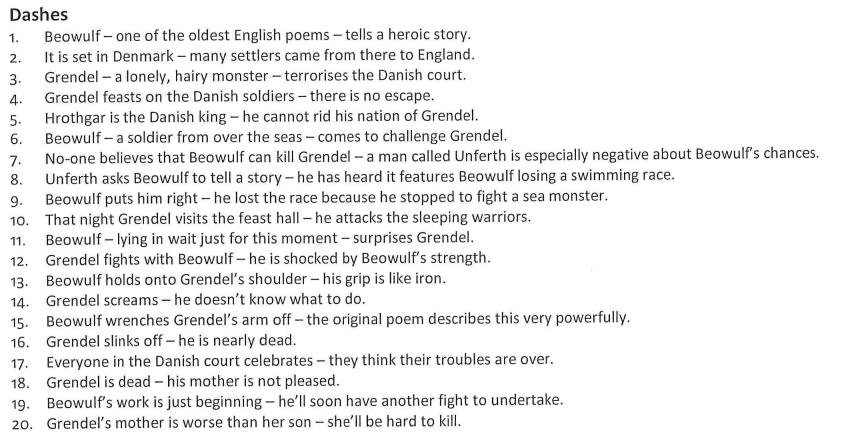 Dashes
1. Beowulf – one of the oldest English poems – tells a heroic story.
2. It is set in Denmark – many settlers came from there to England.
3. Grendel – a lonely, hairy monster – terrorises the Danish court.
4. Grendel feasts on the Danish soldiers – there is no escape.
5. Hrothgar is the Danish king – he cannot rid his nation of Grendel.
6. Beowulf – a soldier from over the seas – comes to challenge Grendel.
7. No-one believes that Beowulf can kill Grendel – a man called Unferth is especially negative about Beowulf's chances.
8. Unferth asks Beowulf to tell a story – he has heard it features Beowulf losing a swimming race.
9. Beowulf puts him right – he lost the race because he stopped to fight a sea monster.
10. That night Grendel visits the feast hall – he attacks the sleeping warriors.
11. Beowulf – lying in wait just for this moment – surprises Grendel.
12. Grendel fights with Beowulf – he is shocked by Beowulf's strength.
13. Beowulf holds onto Grendel's shoulder – his grip is like iron.
14. Grendel screams – he doesn't know what to do.
15. Beowulf wrenches Grendel's arm off – the original poem describes this very powerfully.
16. Grendel slinks off – he is nearly dead.
17. Everyone in the Danish court celebrates – they think their troubles are over.
18. Grendel is dead – his mother is not pleased.
19. Beowulf's work is just beginning – he'll soon have another fight to undertake.
20. Grendel's mother is worse than her son – she'll be hard to kill.